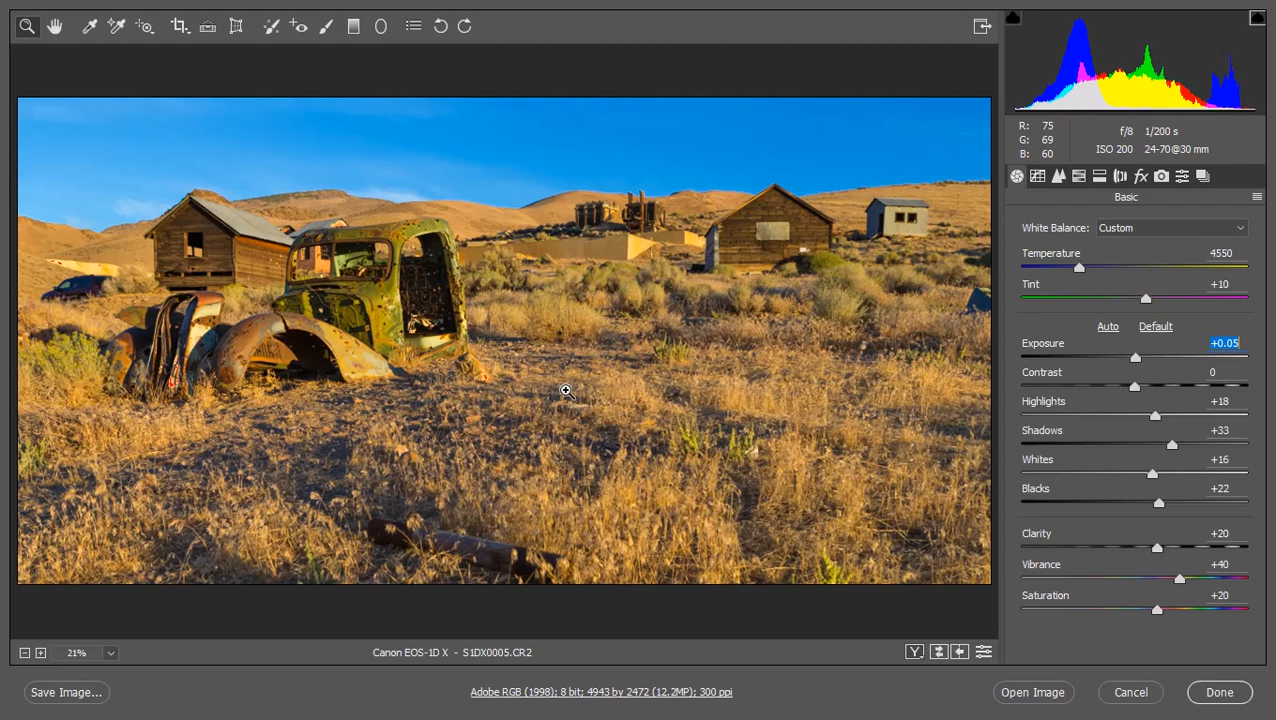 R: 75
G: 69
B: 60
f/8 1/200 s
ISO 200 24-70@30 mm
fx
Basic
White Balance: Custom
Temperature 4550
Tint +10
Auto Default
Exposure +0.05
Contrast 0
Highlights +18
Shadows +33
Whites +16
Blacks +22
Clarity +20
Vibrance +40
Saturation +20
21% Canon EOS-1D X - S1DX0005.CR2 Y
Save Image... Adobe RGB (1998); 8 bit; 4943 by 2472 (12.2MP); 300 ppi Open Image Cancel Done